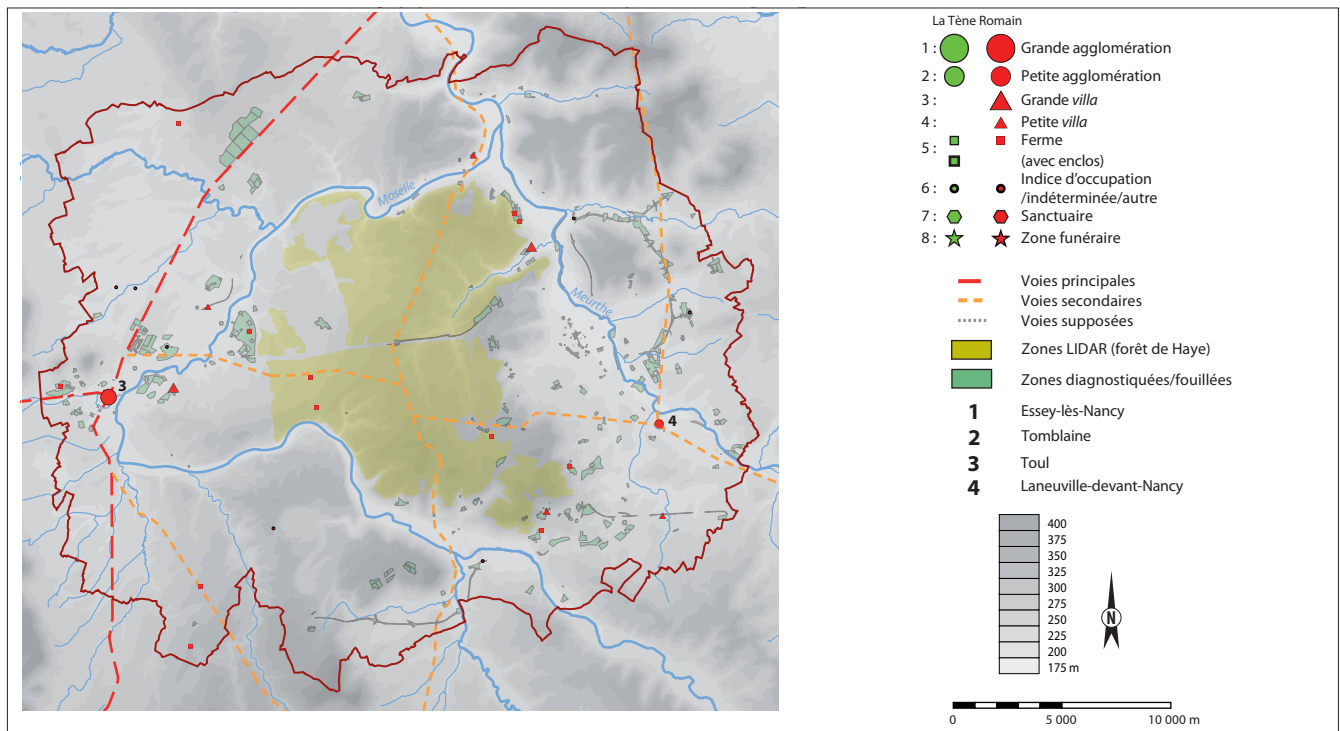 Moselle
Meurthe
3
4
La Tène Romain
1 : Grande agglomération
2 : Petite agglomération
3 : Grande villa
4 : Petite villa
5 : Ferme
(avec enclos)
6 : Indice d'occupation
/indéterminée/autre
7 : Sanctuaire
8 : Zone funéraire
Voies principales
Voies secondaires
Voies supposées
Zones LIDAR (forêt de Haye)
Zones diagnostiquées/fouillées
1 Essey-lès-Nancy
2 Tomblaine
3 Toul
4 Laneuville-devant-Nancy
400
375
350
325
300
275
250
225
200
175 m
N
0 5 000 10 000 m